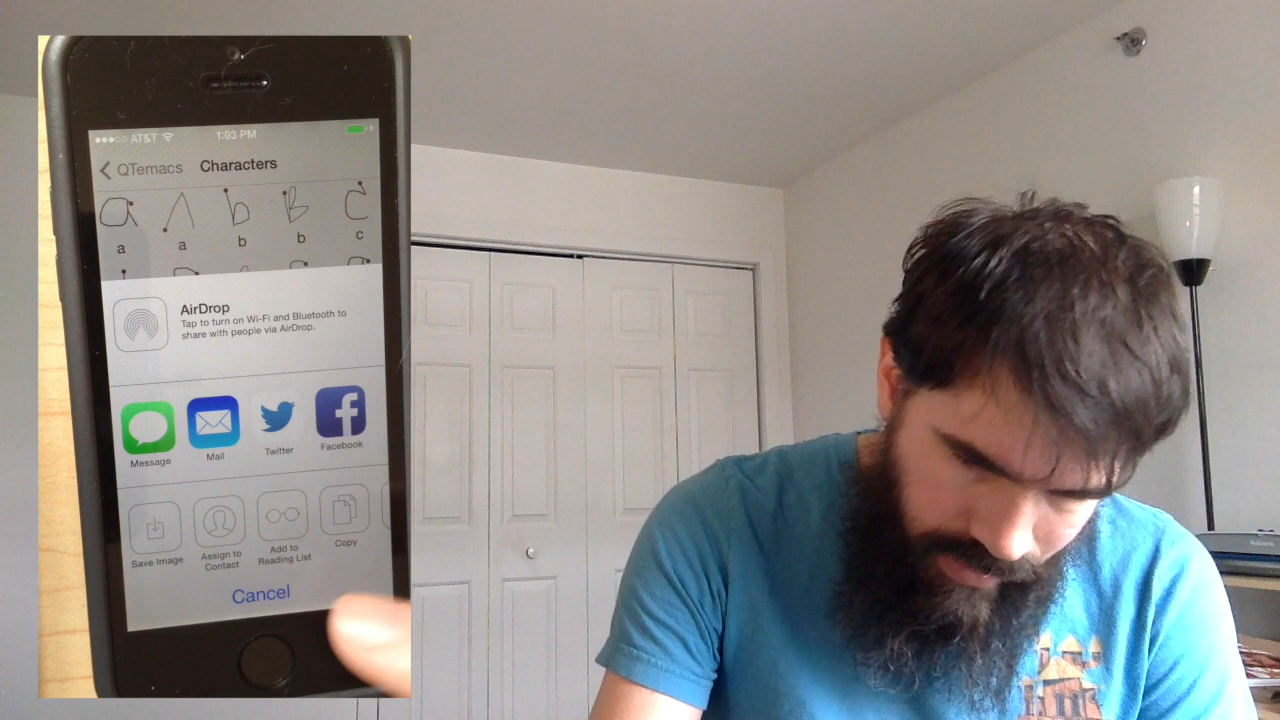 AT&T 1:03 PM
QTemacs Characters
a a b b c
AirDrop
Tap to turn on Wi-Fi and Bluetooth to
share with people via AirDrop.
Message Mail Twitter Facebook
Save Image Assign to Contact Add to Reading List Copy
Cancel